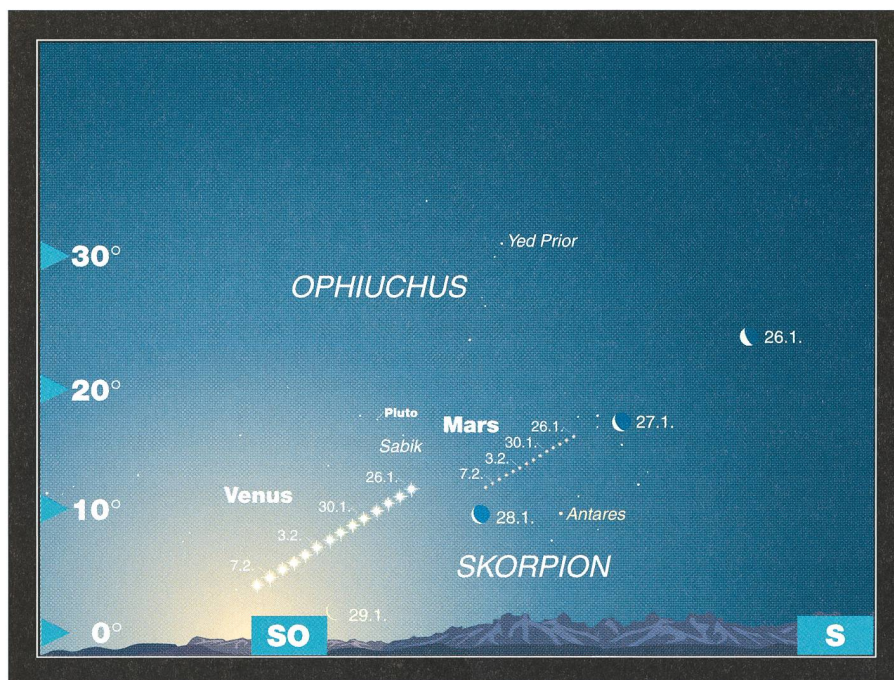 Yed Prior
30°
OPHIUCHUS
26.1.
20°
Pluto
Mars
26.1.
27.1.
Sabik
30.1.
3.2.
26.1.
7.2.
Venus
30.1.
10°
28.1.
Antares
3.2.
7.2.
SKORPION
29.1.
0°
SO
S